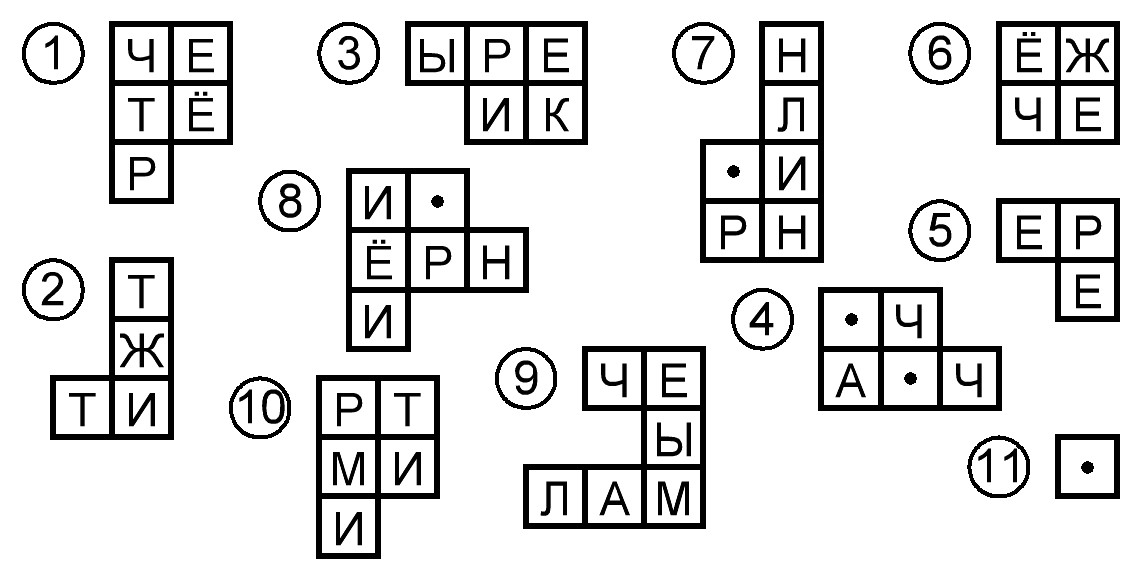 1 ЧЕ 3 ЫРЕ 7 Н 6 ЁЖ
ТЁ ИК Л ЧЕ
Р 8 И• •И
ЁРН РН 5 ЕР
2 Т И 4 •Ч Е
Ж 9 ЧЕ А•Ч
ТИ 10 РТ Ы
МИ ЛАМ 11 •
И